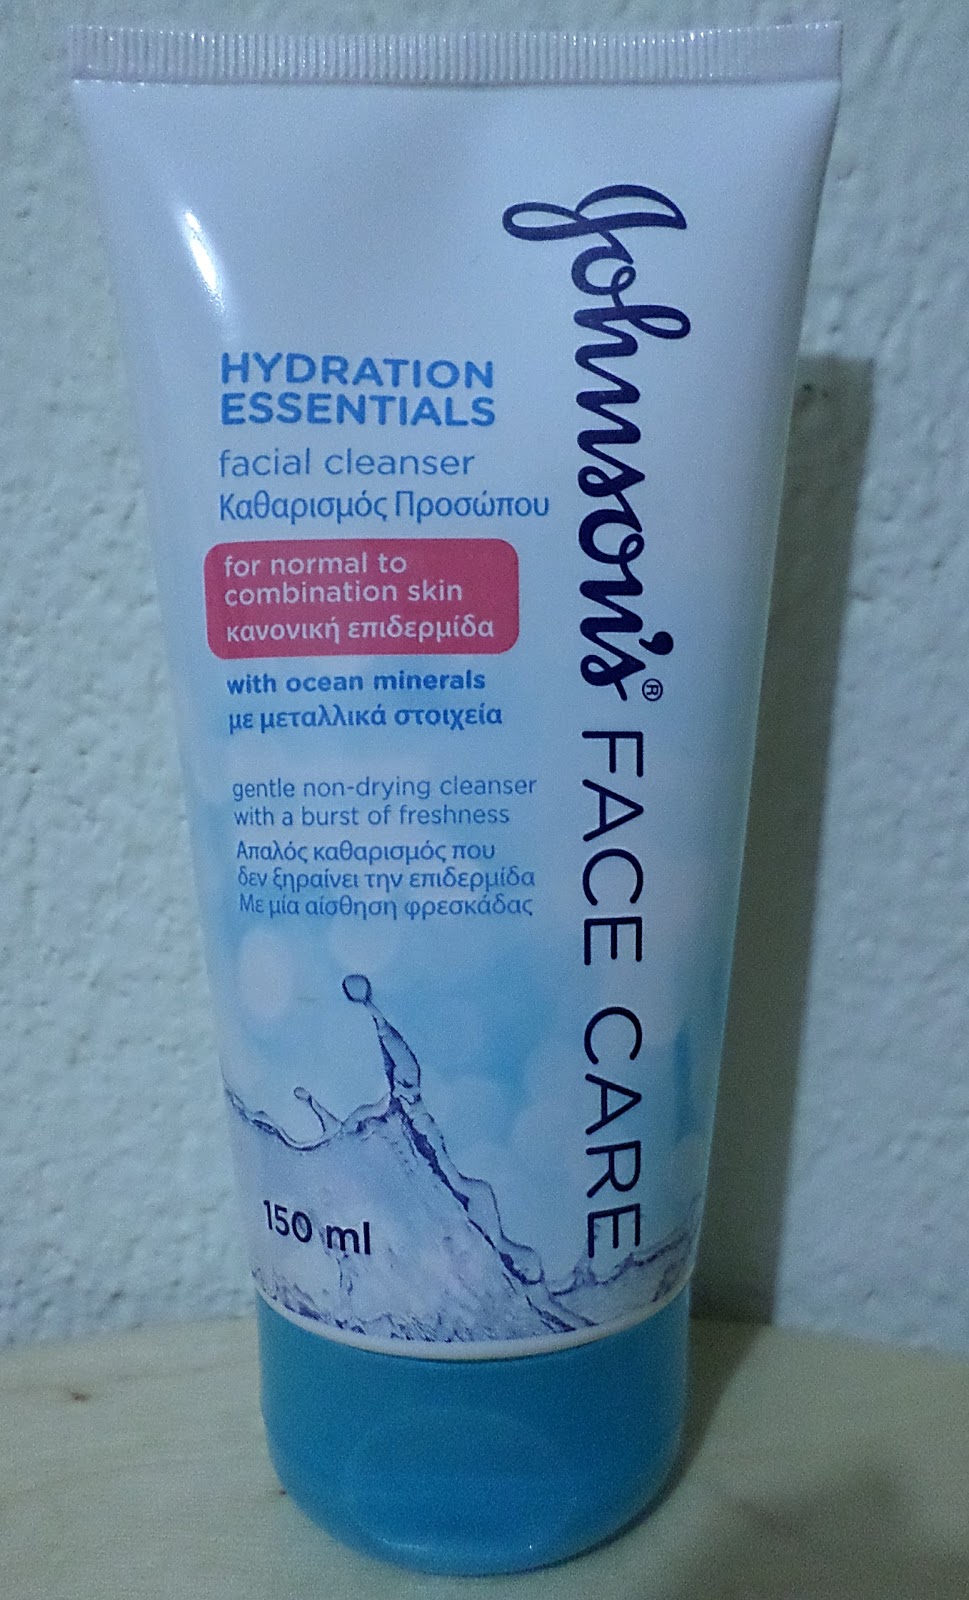 Johnson's® FACE CARE
HYDRATION
ESSENTIALS
facial cleanser
Καθαρισμός Προσώπου
for normal to
combination skin
κανονική επιδερμίδα
with ocean minerals
με μεταλλικά στοιχεία
gentle non-drying cleanser
with a burst of freshness
Απαλός καθαρισμός που
δεν ξηραίνει την επιδερμίδα
Με μία αίσθηση φρεσκάδας
150 ml